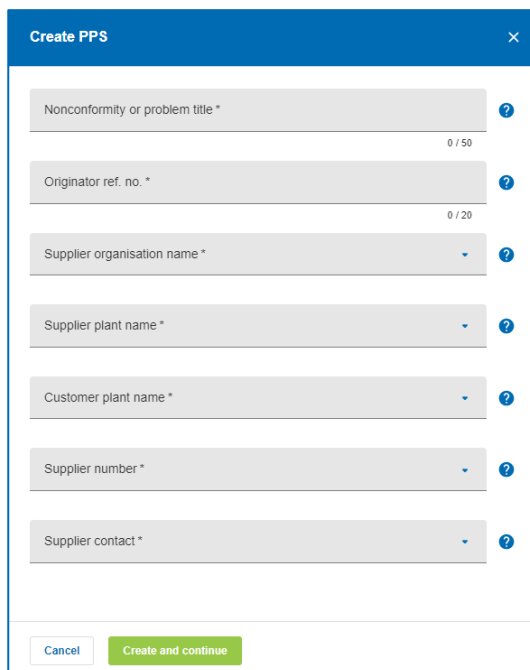 Create PPS
Nonconformity or problem title *
0 / 50
Originator ref. no. *
0 / 20
Supplier organisation name *
Supplier plant name *
Customer plant name *
Supplier number *
Supplier contact *
Cancel Create and continue